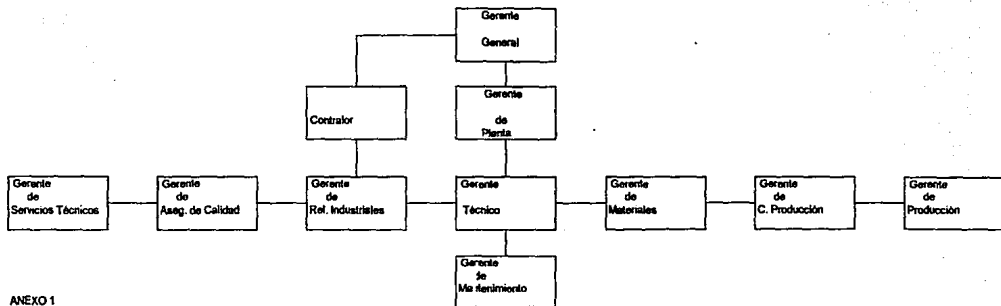 Gerente
General
Contralor
Gerente
de
Planta
Gerente
de
Servicios Técnicos
Gerente
de
Aseg. de Calidad
Gerente
de
Rel. Industriales
Gerente
Técnico
Gerente
de
Materiales
Gerente
de
C. Producción
Gerente
de
Producción
Gerente
de
Mantenimiento
ANEXO 1